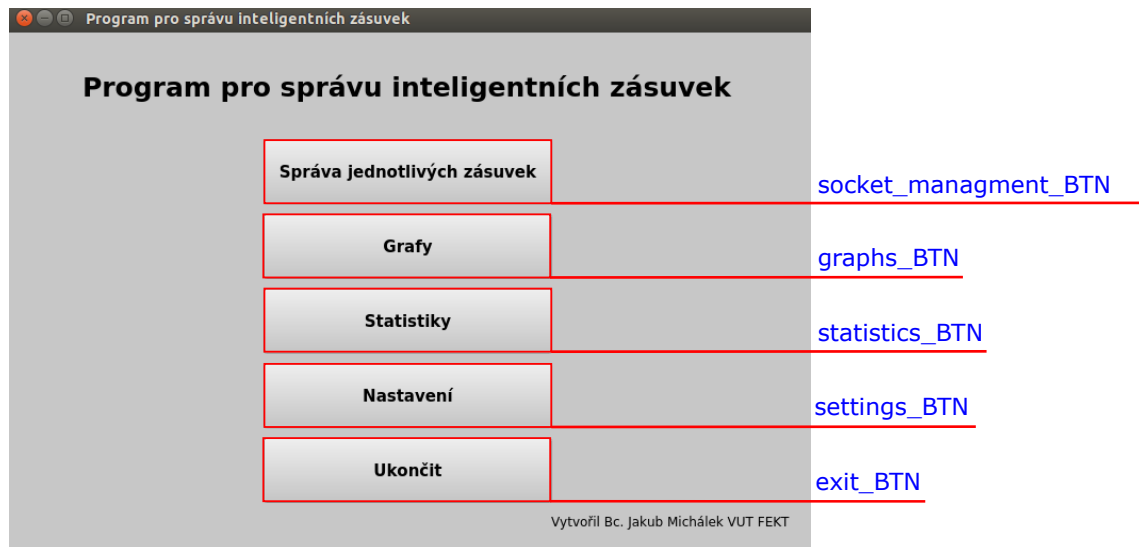 Program pro správu inteligentních zásuvek
Program pro správu inteligentních zásuvek
Správa jednotlivých zásuvek
socket_managment_BTN
Grafy
graphs_BTN
Statistiky
statistics_BTN
Nastavení
settings_BTN
Ukončit
exit_BTN
Vytvořil Bc. Jakub Michálek VUT FEKT